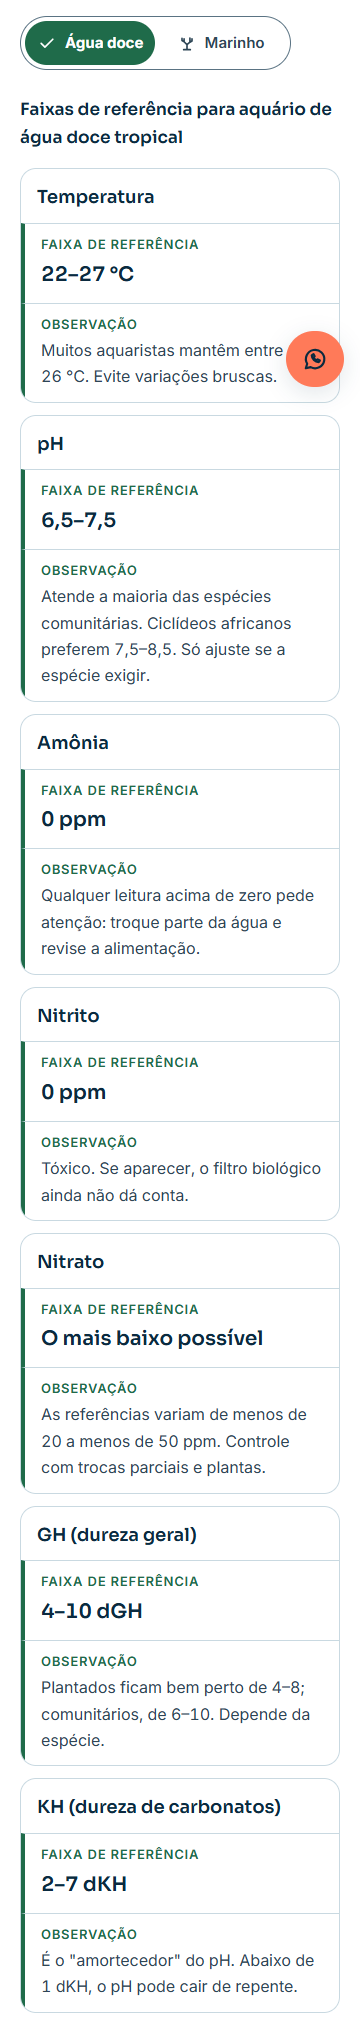 Água doce
Marinho
Faixas de referência para aquário de
água doce tropical
Temperatura
FAIXA DE REFERÊNCIA
22–27 °C
OBSERVAÇÃO
Muitos aquaristas mantêm entre
26 °C. Evite variações bruscas.
pH
FAIXA DE REFERÊNCIA
6,5–7,5
OBSERVAÇÃO
Atende a maioria das espécies
comunitárias. Ciclídeos africanos
preferem 7,5–8,5. Só ajuste se a
espécie exigir.
Amônia
FAIXA DE REFERÊNCIA
0 ppm
OBSERVAÇÃO
Qualquer leitura acima de zero pede
atenção: troque parte da água e
revise a alimentação.
Nitrito
FAIXA DE REFERÊNCIA
0 ppm
OBSERVAÇÃO
Tóxico. Se aparecer, o filtro biológico
ainda não dá conta.
Nitrato
FAIXA DE REFERÊNCIA
O mais baixo possível
OBSERVAÇÃO
As referências variam de menos de
20 a menos de 50 ppm. Controle
com trocas parciais e plantas.
GH (dureza geral)
FAIXA DE REFERÊNCIA
4–10 dGH
OBSERVAÇÃO
Plantados ficam bem perto de 4–8;
comunitários, de 6–10. Depende da
espécie.
KH (dureza de carbonatos)
FAIXA DE REFERÊNCIA
2–7 dKH
OBSERVAÇÃO
É o "amortecedor" do pH. Abaixo de
1 dKH, o pH pode cair de repente.